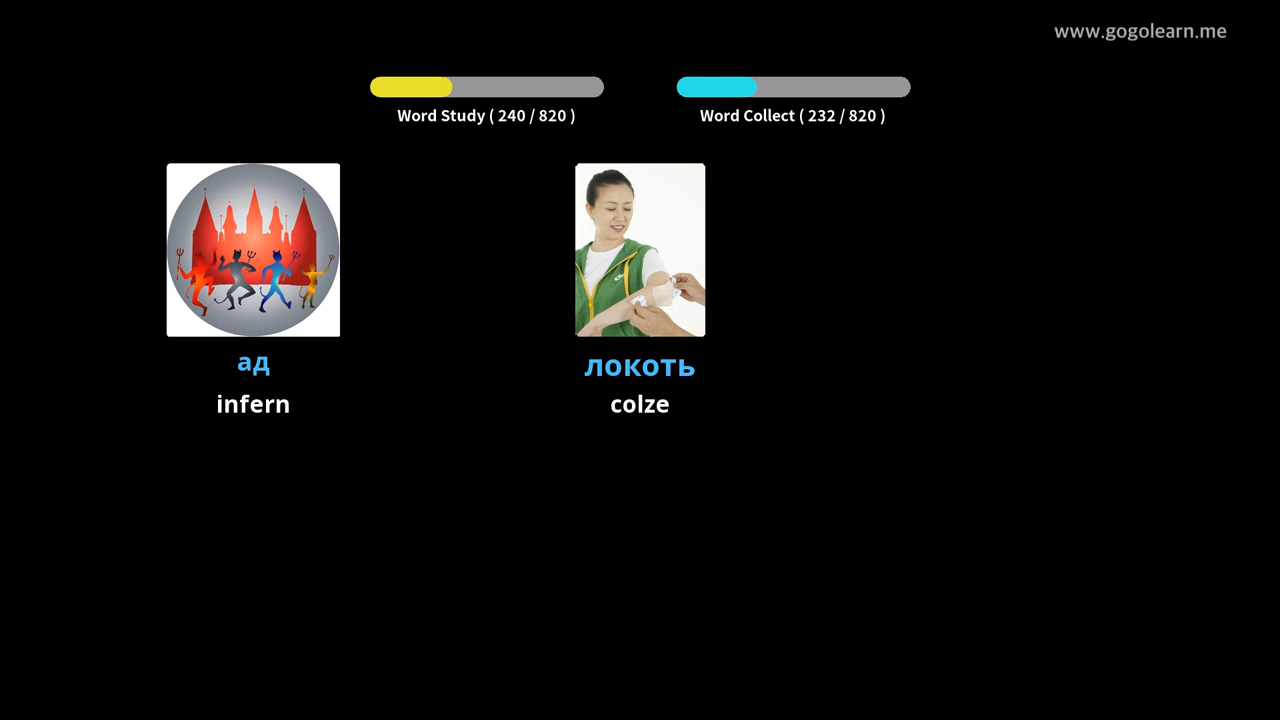 www.gogolearn.me
Word Study ( 240 / 820 )
Word Collect ( 232 / 820 )
ад
infern
локоть
colze